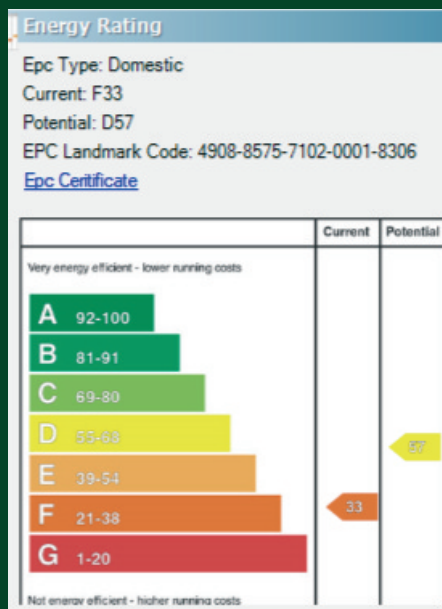 Energy Rating
Epc Type: Domestic
Current: F33
Potential: D57
EPC Landmark Code: 4908-8575-7102-0001-8306
Epc Ceritificate
Current Potential
Very energy efficient - lower running costs
A 92-100
B 81-91
C 69-80
D 55-68
57
E 39-54
F 21-38
33
G 1-20
Not energy efficient - higher running costs